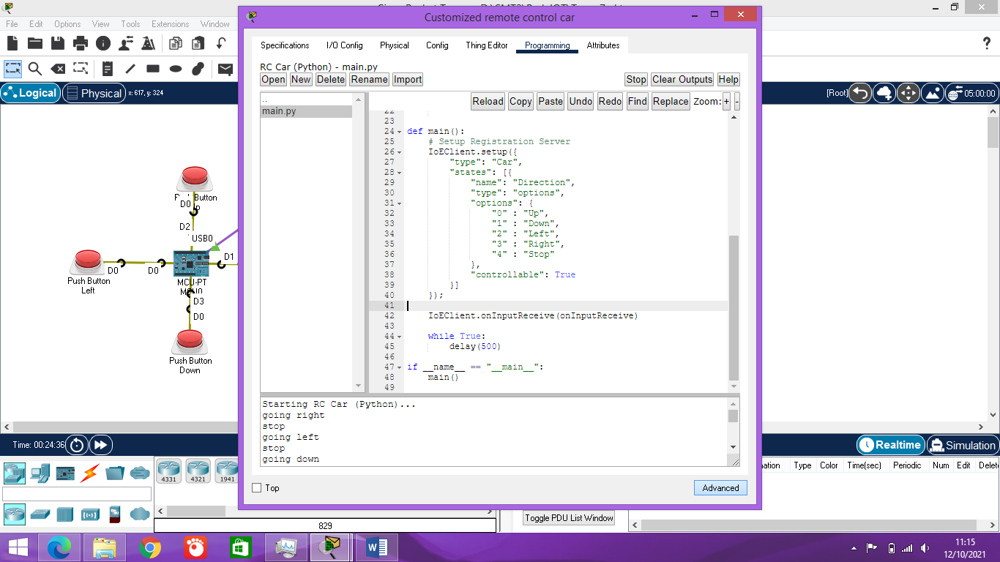 Customized remote control car
File Edit Options View Tools Extensions Window
?
Logical Physical x: 617, y: 324
[Root] 05:00:00
Specifications I/O Config Physical Config Thing Editor Programming Attributes
RC Car (Python) - main.py
Open New Delete Rename Import Stop Clear Outputs Help
Reload Copy Paste Undo Redo Find Replace Zoom: + -
..
main.py
22
23
24 def main():
25 # Setup Registration Server
26 IoEClient.setup({
27 "type": "Car",
28 "states": [{
29 "name": "Direction",
30 "type": "options",
31 "options": {
32 "0" : "Up",
33 "1" : "Down",
34 "2" : "Left",
35 "3" : "Right",
36 "4" : "Stop"
37 },
38 "controllable": True
39 }]
40 });
41
42 IoEClient.onInputReceive(onInputReceive)
43
44 while True:
45 delay(500)
46
47 if __name__ == "__main__":
48 main()
49
Starting RC Car (Python)...
going right
stop
going left
stop
going down
Top
Advanced
Button
D0
D2
USB0
D1
D0
D0
Push Button
Left
MCU-PT
D3
D0
Push Button
Down
Time: 00:24:36
Realtime Simulation
4331 4321 1941
829
Type Color Time(sec) Periodic Num Edit
Toggle PDU List Window
11:15
12/10/2021